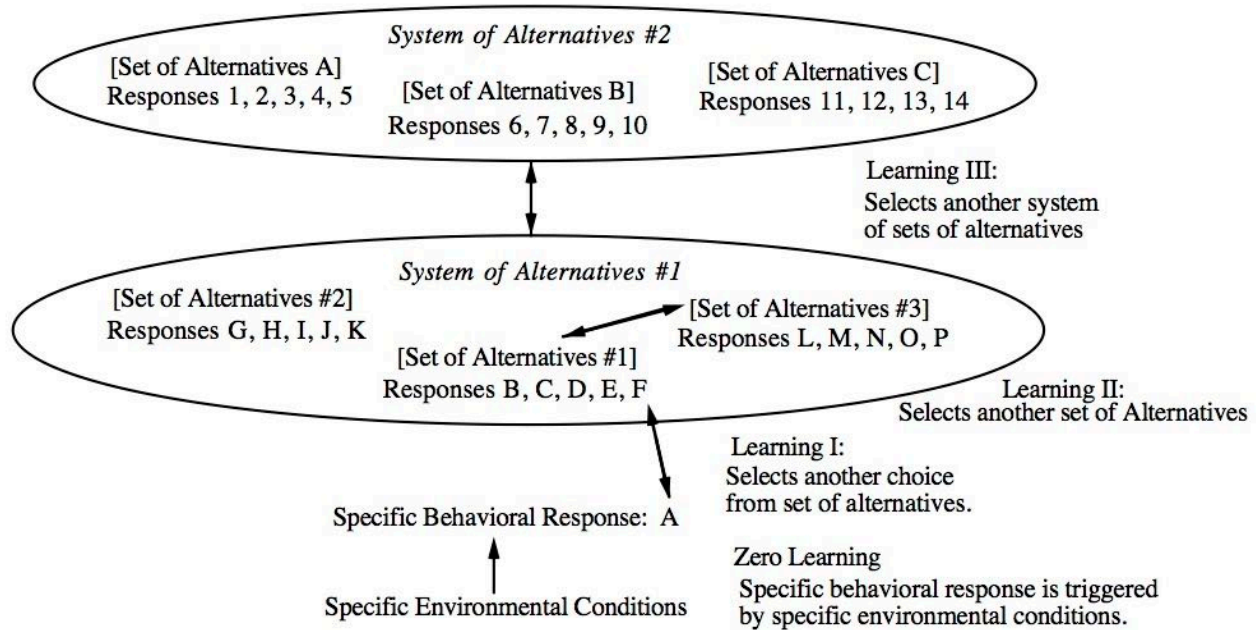 System of Alternatives #2
[Set of Alternatives A]
Responses 1, 2, 3, 4, 5
[Set of Alternatives B]
Responses 6, 7, 8, 9, 10
[Set of Alternatives C]
Responses 11, 12, 13, 14
Learning III:
Selects another system
of sets of alternatives
System of Alternatives #1
[Set of Alternatives #2]
Responses G, H, I, J, K
[Set of Alternatives #3]
Responses L, M, N, O, P
[Set of Alternatives #1]
Responses B, C, D, E, F
Learning II:
Selects another set of Alternatives
Learning I:
Selects another choice
from set of alternatives.
Specific Behavioral Response: A
Zero Learning
Specific behavioral response is triggered
by specific environmental conditions.
Specific Environmental Conditions